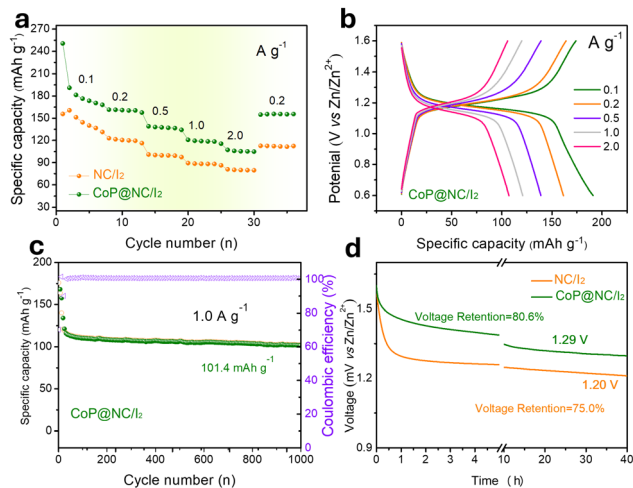 a
A g⁻¹
Specific capacity (mAh g⁻¹)
270
240
210
180
150
120
90
60
30
0.1
0.2
0.5
1.0
2.0
0.2
NC/I₂
CoP@NC/I₂
0 5 10 15 20 25 30 35
Cycle number (n)
b
A g⁻¹
Potenial (V vs Zn/Zn²⁺)
1.6
1.4
1.2
1.0
0.8
0.6
0.1
0.2
0.5
1.0
2.0
CoP@NC/I₂
0 50 100 150 200
Specific capacity (mAh g⁻¹)
c
Specific capacity (mAh g⁻¹)
200
150
100
50
0
1.0 A g⁻¹
101.4 mAh g⁻¹
CoP@NC/I₂
100
80
60
40
20
0
Coulombic efficiency (%)
0 200 400 600 800 1000
Cycle number (n)
d
Voltage (mV vs Zn/Zn²⁺)
1.5
1.2
0.9
NC/I₂
CoP@NC/I₂
Voltage Retention=80.6%
1.29 V
1.20 V
Voltage Retention=75.0%
0 1 2 3 4 5 10 20 30 40
Time （h）